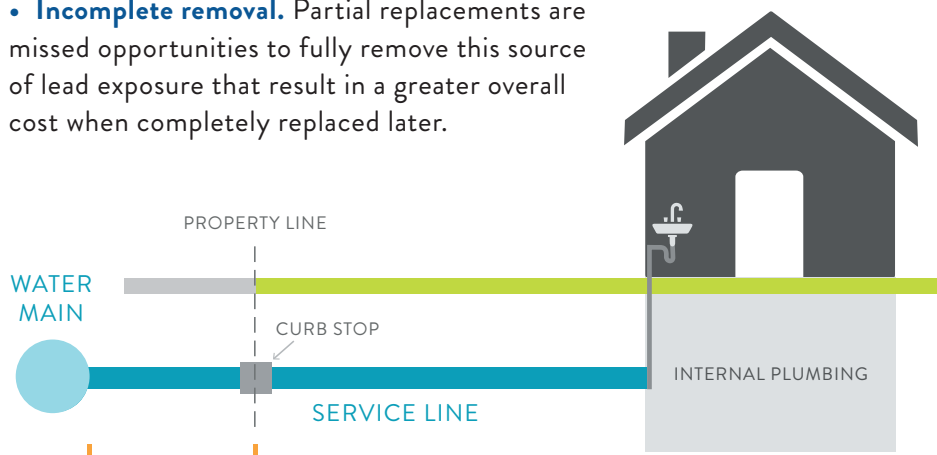 • Incomplete removal. Partial replacements are
missed opportunities to fully remove this source
of lead exposure that result in a greater overall
cost when completely replaced later.
PROPERTY LINE
WATER
MAIN
CURB STOP
INTERNAL PLUMBING
SERVICE LINE